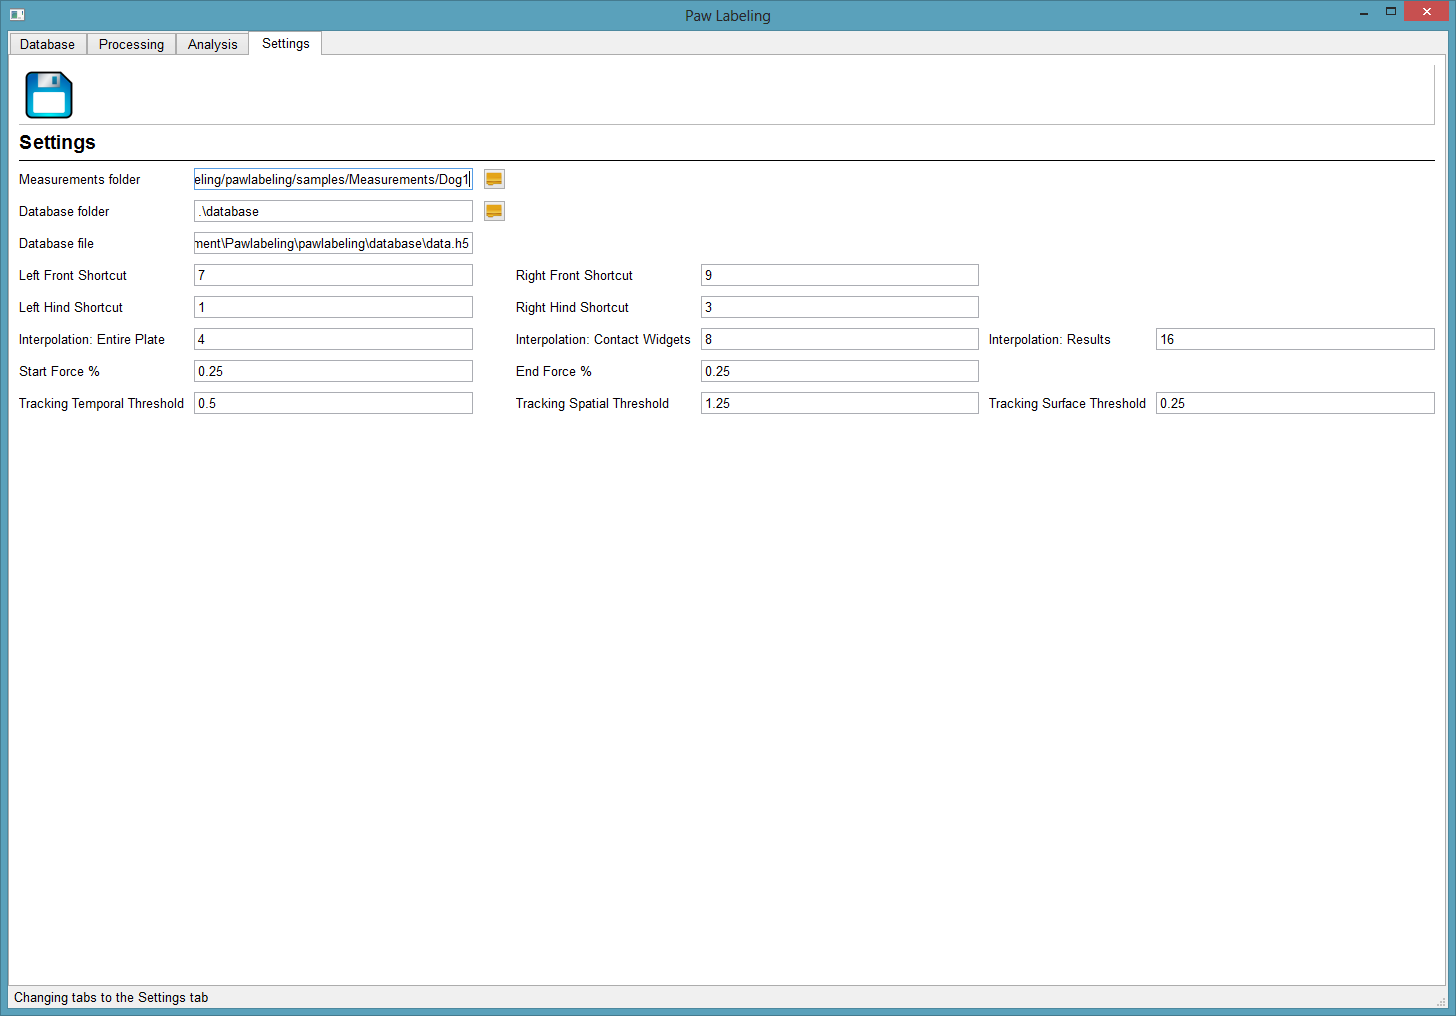 Paw Labeling
Database Processing Analysis Settings
Settings
Measurements folder eling/pawlabeling/samples/Measurements/Dog1
Database folder .\database
Database file ment\Pawlabeling\pawlabeling\database\data.h5
Left Front Shortcut 7 Right Front Shortcut 9
Left Hind Shortcut 1 Right Hind Shortcut 3
Interpolation: Entire Plate 4 Interpolation: Contact Widgets 8 Interpolation: Results 16
Start Force % 0.25 End Force % 0.25
Tracking Temporal Threshold 0.5 Tracking Spatial Threshold 1.25 Tracking Surface Threshold 0.25
Changing tabs to the Settings tab